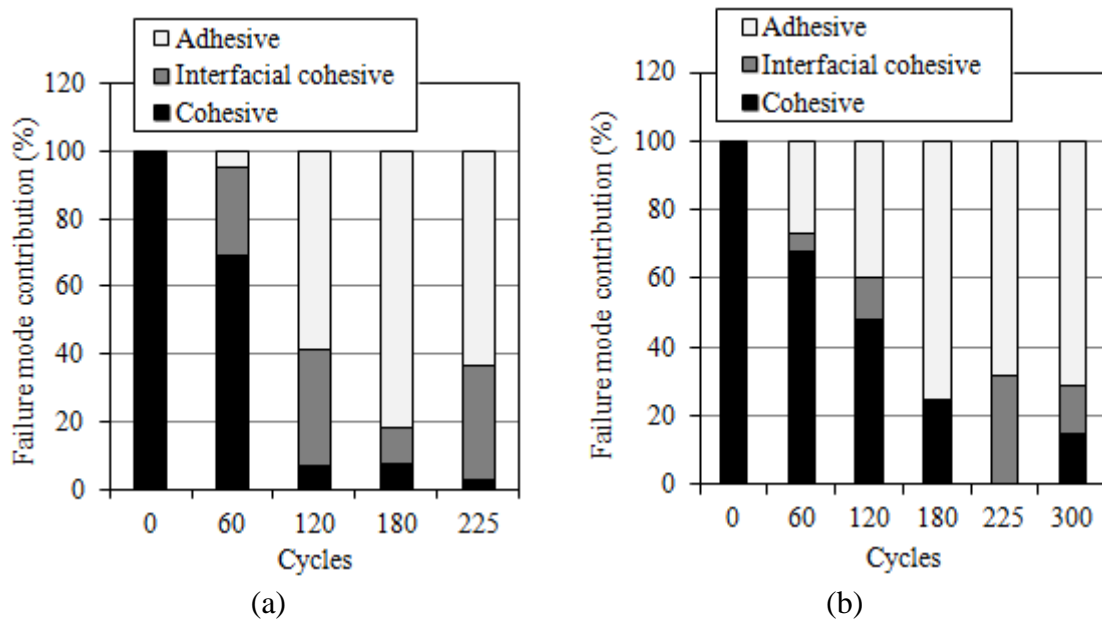 Adhesive
Interfacial cohesive
Cohesive
Failure mode contribution (%)
120
100
80
60
40
20
0
0 60 120 180 225
Cycles
(a)
Adhesive
Interfacial cohesive
Cohesive
Failure mode contribution (%)
120
100
80
60
40
20
0
0 60 120 180 225 300
Cycles
(b)